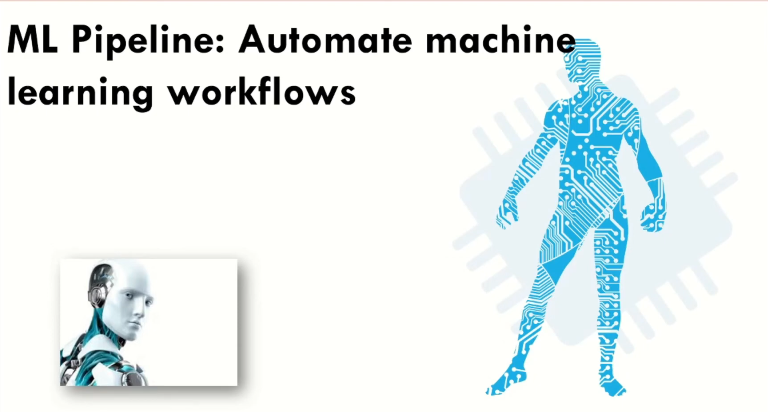 ML Pipeline: Automate machine
learning workflows